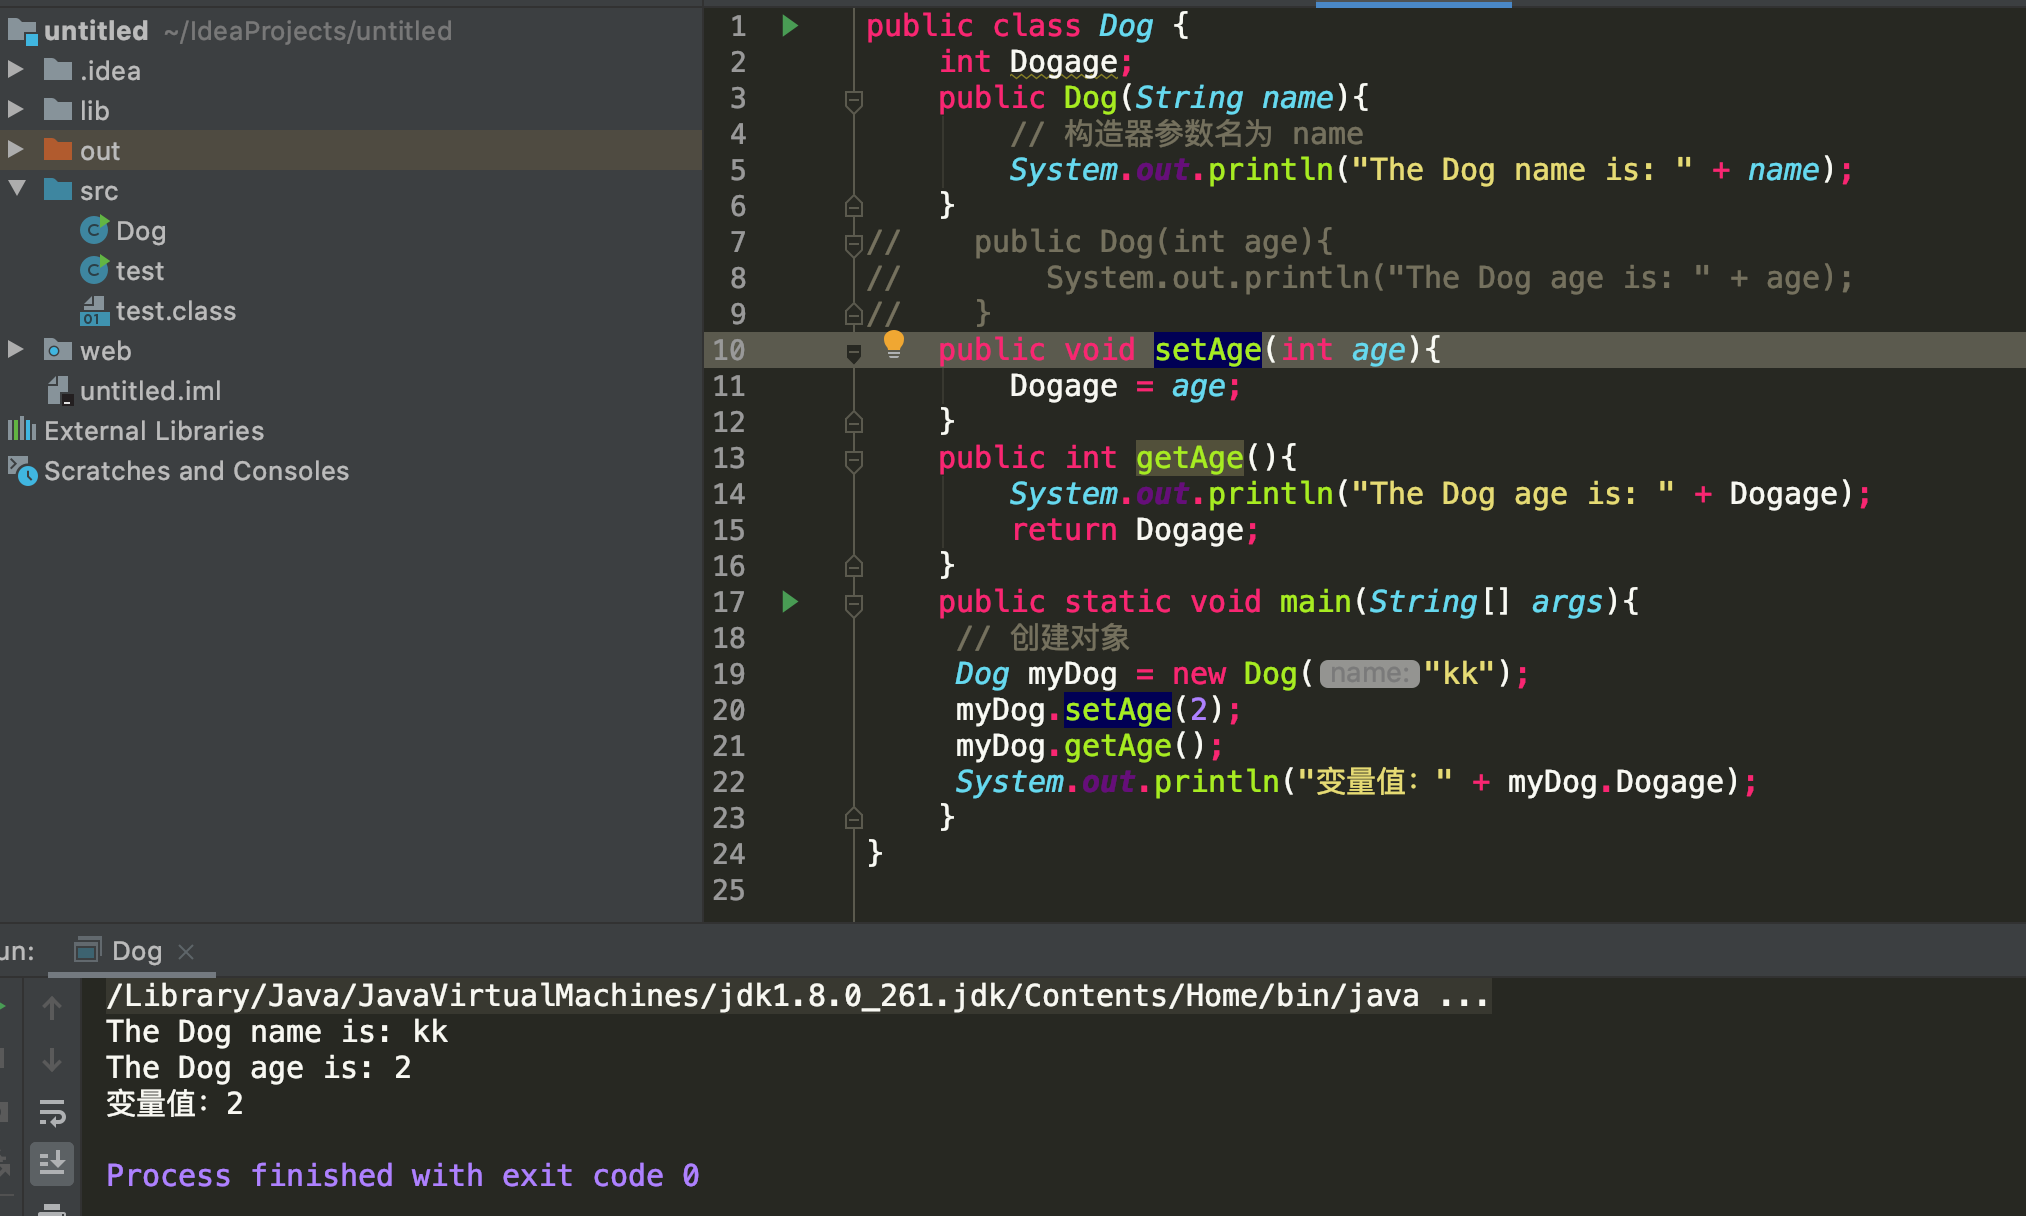 untitled ~/IdeaProjects/untitled
.idea
lib
out
src
Dog
test
test.class
web
untitled.iml
External Libraries
Scratches and Consoles
1 public class Dog {
2 int Dogage;
3 public Dog(String name){
4 // 构造器参数名为 name
5 System.out.println("The Dog name is: " + name);
6 }
7 // public Dog(int age){
8 // System.out.println("The Dog age is: " + age);
9 // }
10 public void setAge(int age){
11 Dogage = age;
12 }
13 public int getAge(){
14 System.out.println("The Dog age is: " + Dogage);
15 return Dogage;
16 }
17 public static void main(String[] args){
18 // 创建对象
19 Dog myDog = new Dog( name: "kk");
20 myDog.setAge(2);
21 myDog.getAge();
22 System.out.println("变量值：" + myDog.Dogage);
23 }
24 }
25
un: Dog
/Library/Java/JavaVirtualMachines/jdk1.8.0_261.jdk/Contents/Home/bin/java ...
The Dog name is: kk
The Dog age is: 2
变量值：2
Process finished with exit code 0